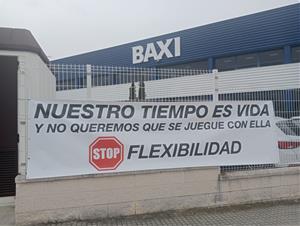 BAXI
NUESTRO TIEMPO ES VIDA
Y NO QUEREMOS QUE SE JUEGUE CON ELLA
STOP FLEXIBILIDAD